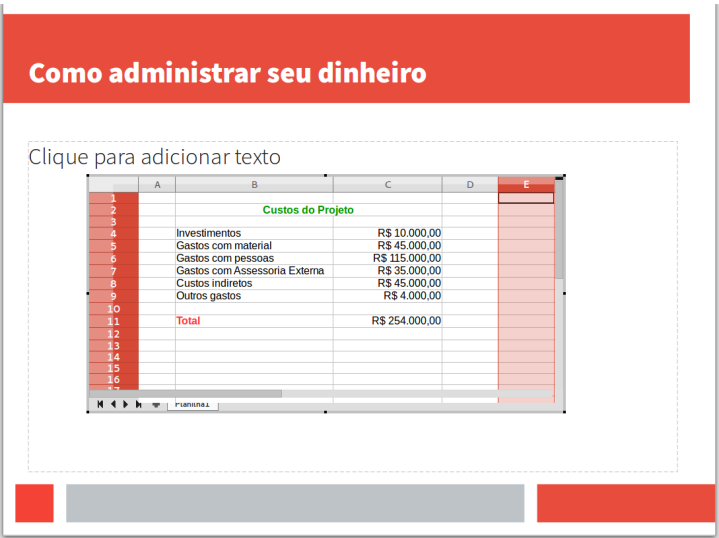 Como administrar seu dinheiro
Clique para adicionar texto
A B C D E
1
2 Custos do Projeto
3
4 Investimentos R$ 10.000,00
5 Gastos com material R$ 45.000,00
6 Gastos com pessoas R$ 115.000,00
7 Gastos com Assessoria Externa R$ 35.000,00
8 Custos indiretos R$ 45.000,00
9 Outros gastos R$ 4.000,00
10
11 Total R$ 254.000,00
12
13
14
15
16
17
Planilha1